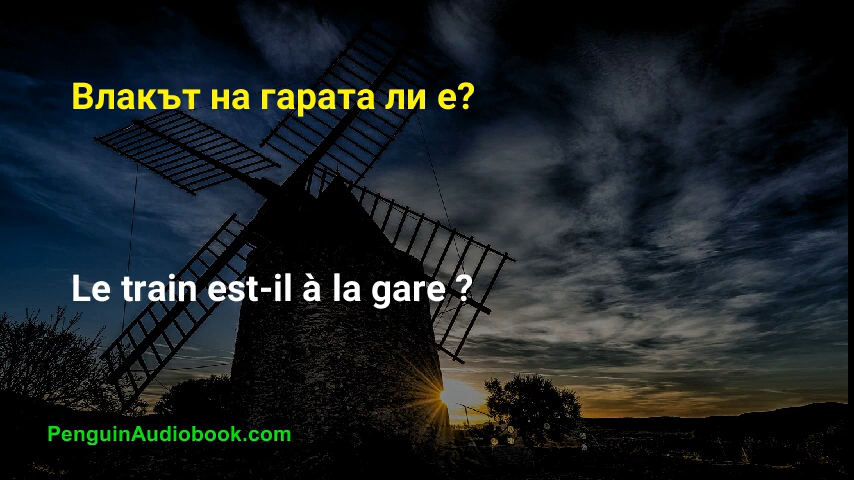 Влакът на гарата ли е?
Le train est-il à la gare ?
PenguinAudiobook.com